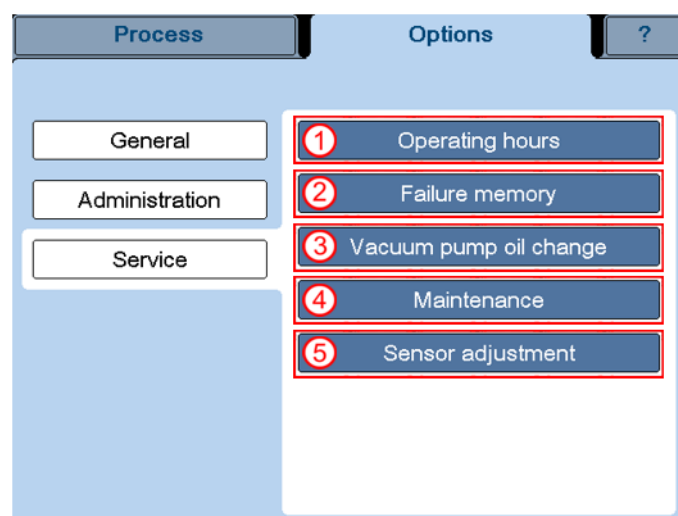 Process Options ?
General
Administration
Service
1 Operating hours
2 Failure memory
3 Vacuum pump oil change
4 Maintenance
5 Sensor adjustment